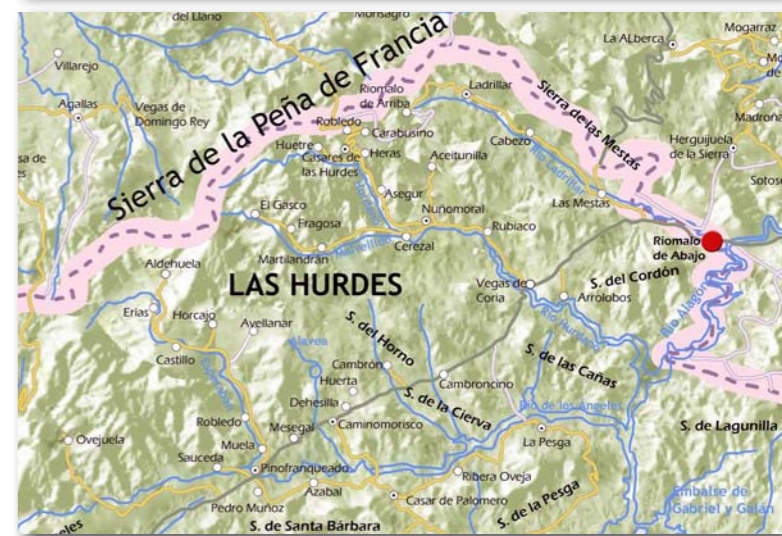 del Llano
Monsagro
Mogarraz
La ALberca
Villarejo
Sierra de la Peña de Francia
Ladrillar
Sierra de las Mestas
Riomalo
de Arriba
Agallas
Vegas de
Domingo Rey
Robledo
Carabusino
Cabezo
Herguijuela
de la Sierra
Huetre
Casares de
las Hurdes
Heras
Aceitunilla
Río Ladrillar
Asegur
Las Mestas
El Gasco
Nuñomoral
Fragosa
Rubiaco
Cerezal
Martilandrán
Riomalo
de Abajo
Aldehuela
LAS HURDES
Vegas de
Coria
S. del Cordón
Arrolobos
Río Alagón
Erías
Horcajo
Avellanar
S. del Horno
Río Hurdano
Alavea
Castillo
Cambrón
S. de las Cañas
Huerta
Cambroncino
Dehesilla
S. de la Cierva
Río de los Angeles
Robledo
Mesegal
Caminomorisco
S. de Lagunilla
Ovejuela
Muela
La Pesga
Sauceda
Pinofranqueado
Ribera Oveja
Azabal
Casar de Palomero
S. de la Pesga
Embalse de
Gabriel y Galán
Pedro Muñoz
S. de Santa Bárbara